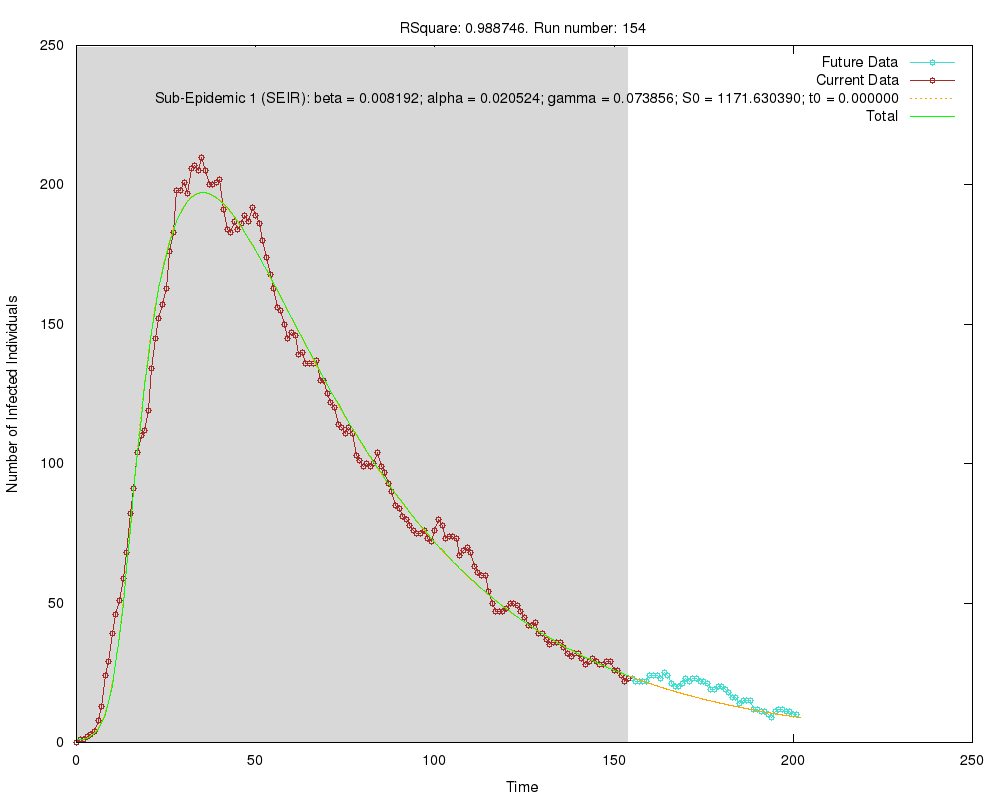 RSquare: 0.988746. Run number: 154
250
200
150
100
50
0
Number of Infected Individuals
Future Data
Current Data
Sub-Epidemic 1 (SEIR): beta = 0.008192; alpha = 0.020524; gamma = 0.073856; S0 = 1171.630390; t0 = 0.000000
Total
0 50 100 150 200 250
Time